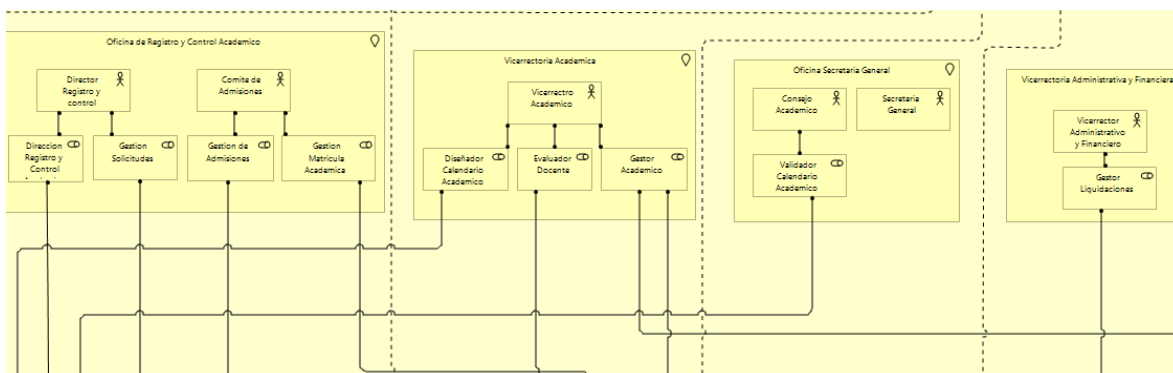 Oficina de Registro y Control Academico
Director
Registro y
control
Comite de
Admisiones
Direccion
Registro y
Control
Gestion
Solicitudes
Gestion de
Admisiones
Gestion
Matricula
Academica
Vicerrectoria Academica
Vicerrectro
Academico
Diseñador
Calendario
Academico
Evaluador
Docente
Gestor
Academico
Oficina Secretaria General
Consejo
Academico
Secretaria
General
Validador
Calendario
Academico
Vicerrectoria Administrativa y Financiera
Vicerrector
Administrativo
y Financiero
Gestor
Liquidaciones